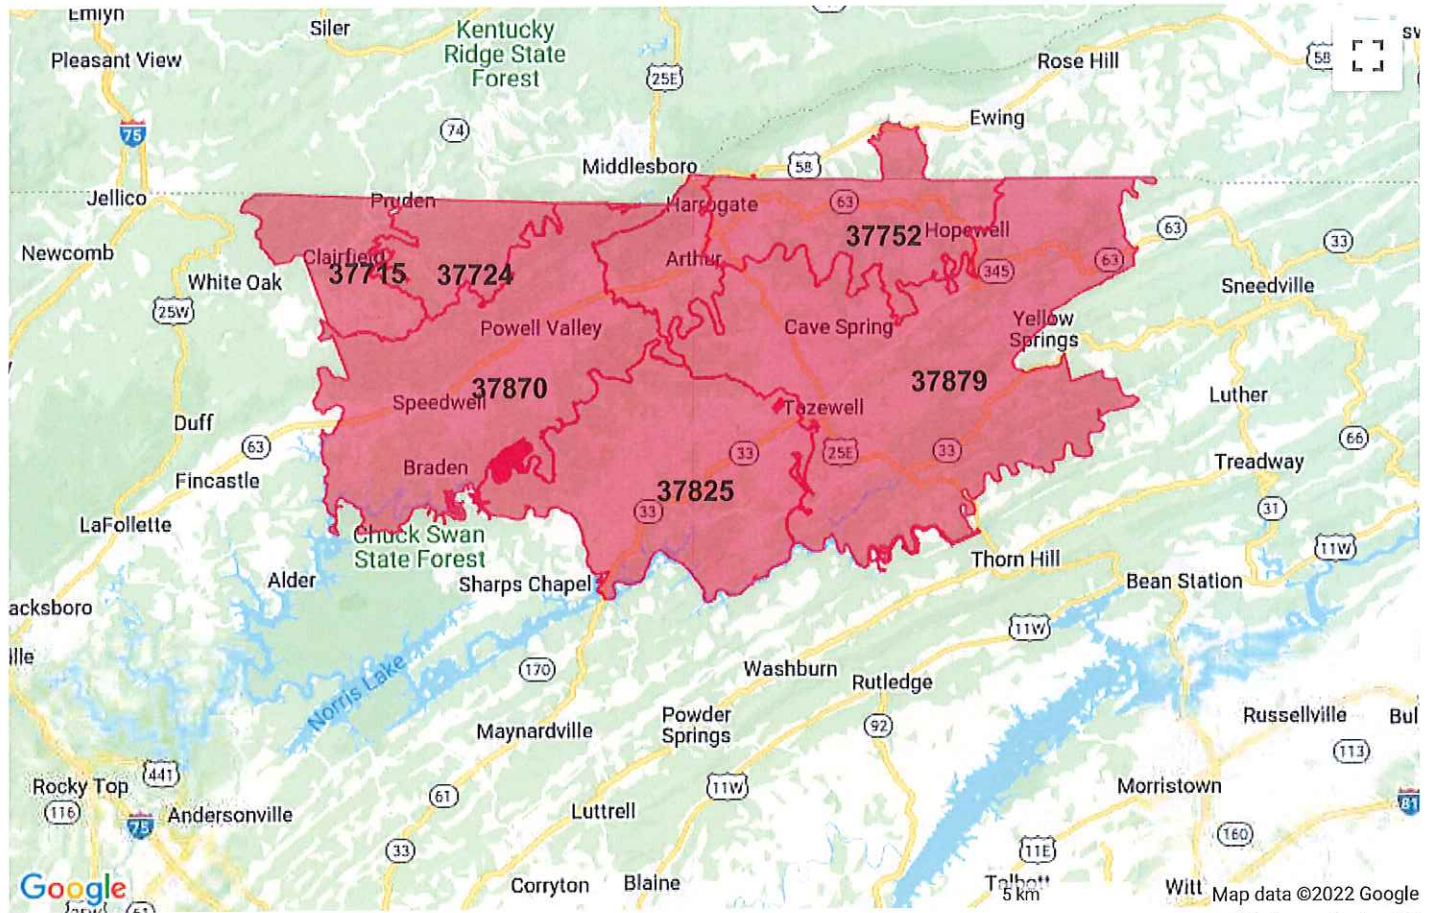 Emlyn
Siler
Kentucky
Ridge State
Forest
Pleasant View
25E
Rose Hill
58
75
74
Ewing
Middlesboro
58
Jellico
Pruden
Harrogate
63
37752
Hopewell
63
33
Newcomb
Clairfield
37715
37724
Arthur
345
63
White Oak
Sneedville
25W
Powell Valley
Cave Spring
Yellow
Springs
37870
37879
Speedwell
Tazewell
Luther
Duff
63
33
25E
33
66
Braden
Treadway
Fincastle
37825
33
31
LaFollette
Chuck Swan
State Forest
11W
Thorn Hill
Alder
Sharps Chapel
Bean Station
acksboro
11W
ille
170
Washburn
Rutledge
Norris Lake
Powder
Springs
92
Russellville
Bul
Maynardville
113
441
Rocky Top
11W
Morristown
116
61
Luttrell
81
75
Andersonville
160
33
11E
Google
Corryton
Blaine
Talbott
5 km
Witt
Map data ©2022 Google
25W
61